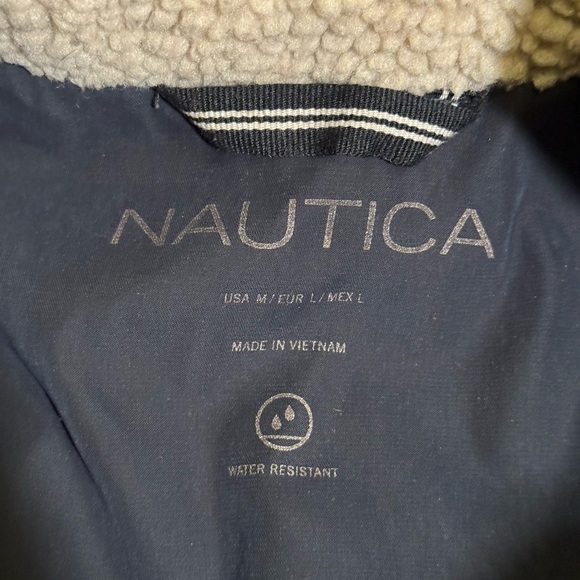 NAUTICA
USA M/EUR L/MEX L
MADE IN VIETNAM
WATER RESISTANT